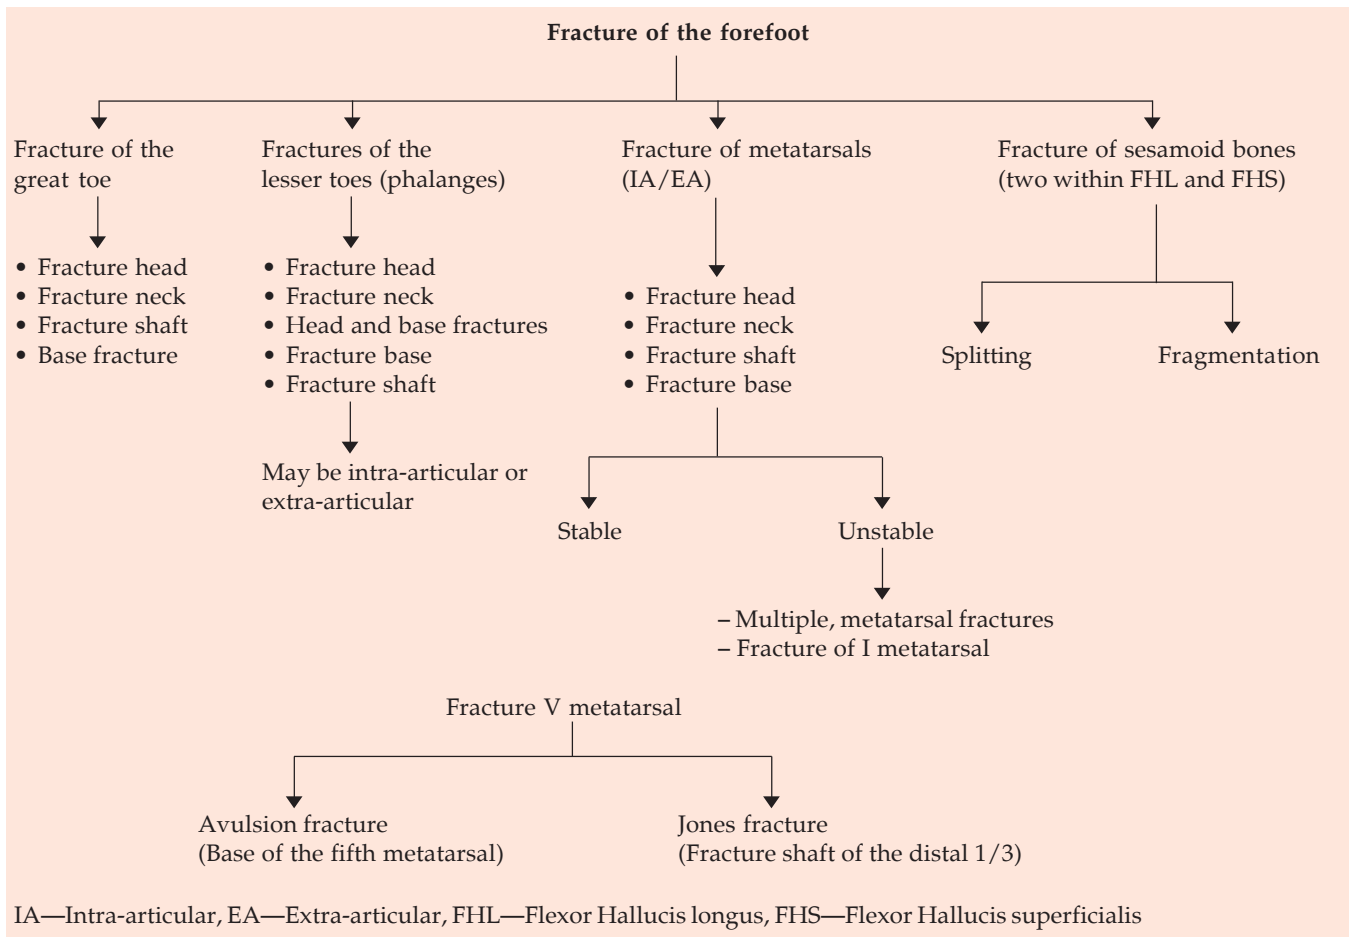 Fracture of the forefoot
Fracture of the
great toe
• Fracture head
• Fracture neck
• Fracture shaft
• Base fracture
Fractures of the
lesser toes (phalanges)
• Fracture head
• Fracture neck
• Head and base fractures
• Fracture base
• Fracture shaft
May be intra-articular or
extra-articular
Fracture of metatarsals
(IA/EA)
• Fracture head
• Fracture neck
• Fracture shaft
• Fracture base
Stable
Unstable
– Multiple, metatarsal fractures
– Fracture of I metatarsal
Fracture of sesamoid bones
(two within FHL and FHS)
Splitting
Fragmentation
Fracture V metatarsal
Avulsion fracture
(Base of the fifth metatarsal)
Jones fracture
(Fracture shaft of the distal 1/3)
IA—Intra-articular, EA—Extra-articular, FHL—Flexor Hallucis longus, FHS—Flexor Hallucis superficialis